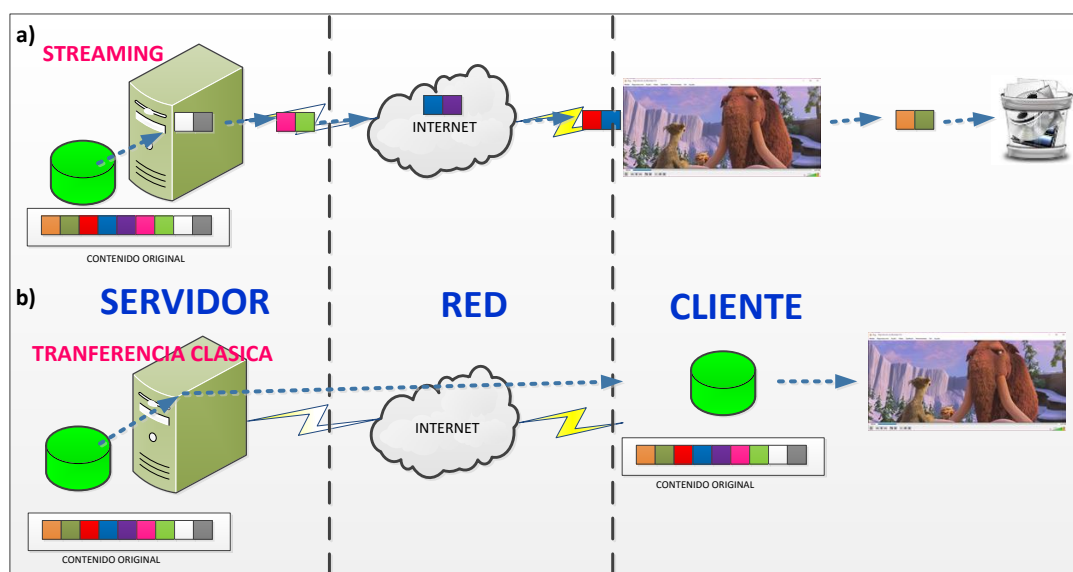 a)
STREAMING
INTERNET
CONTENIDO ORIGINAL
b)
SERVIDOR
RED
CLIENTE
TRANFERENCIA CLASICA
INTERNET
CONTENIDO ORIGINAL
CONTENIDO ORIGINAL